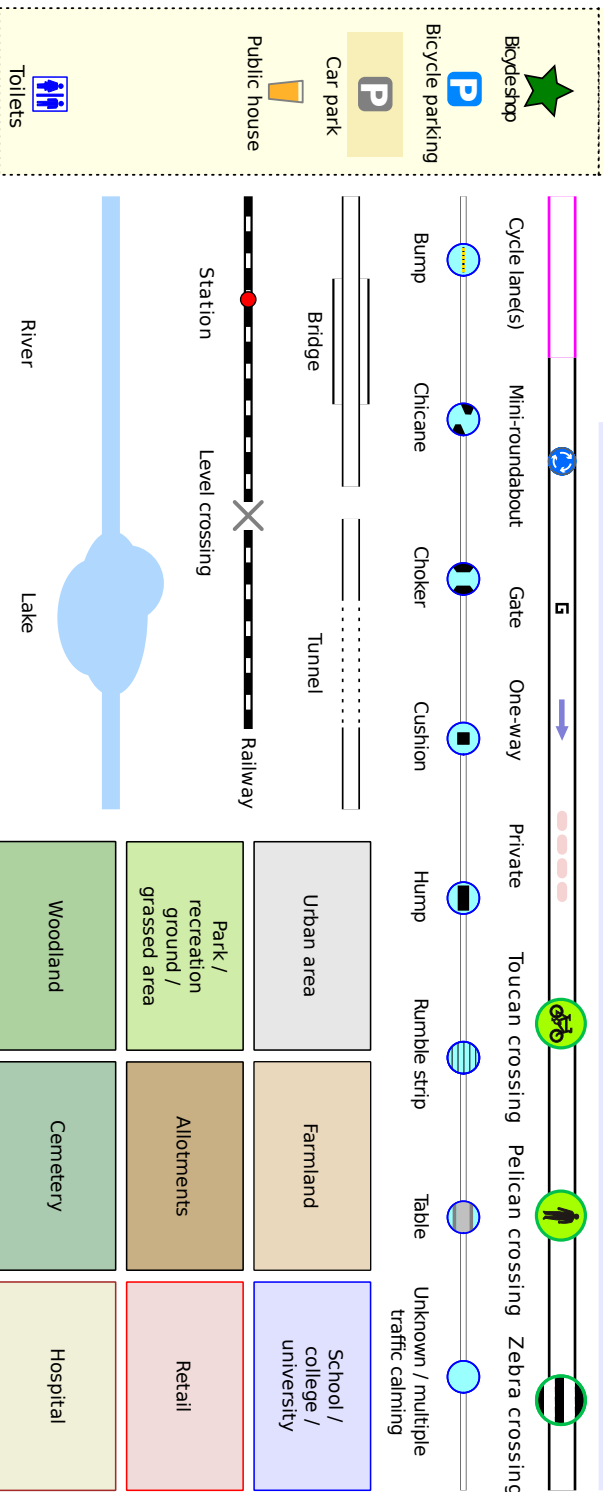 Bicycle shop
Bicycle parking
P
Car park
P
Public house
Toilets
Cycle lane(s)
Mini-roundabout
Gate
G
One-way
Private
Toucan crossing
Pelican crossing
Zebra crossing
Bump
Chicane
Choker
Cushion
Hump
Rumble strip
Table
Unknown / multiple
traffic calming
Bridge
Tunnel
Station
Level crossing
Railway
River
Lake
Urban area
Farmland
School /
college /
university
Park /
recreation
ground /
grassed area
Allotments
Retail
Woodland
Cemetery
Hospital